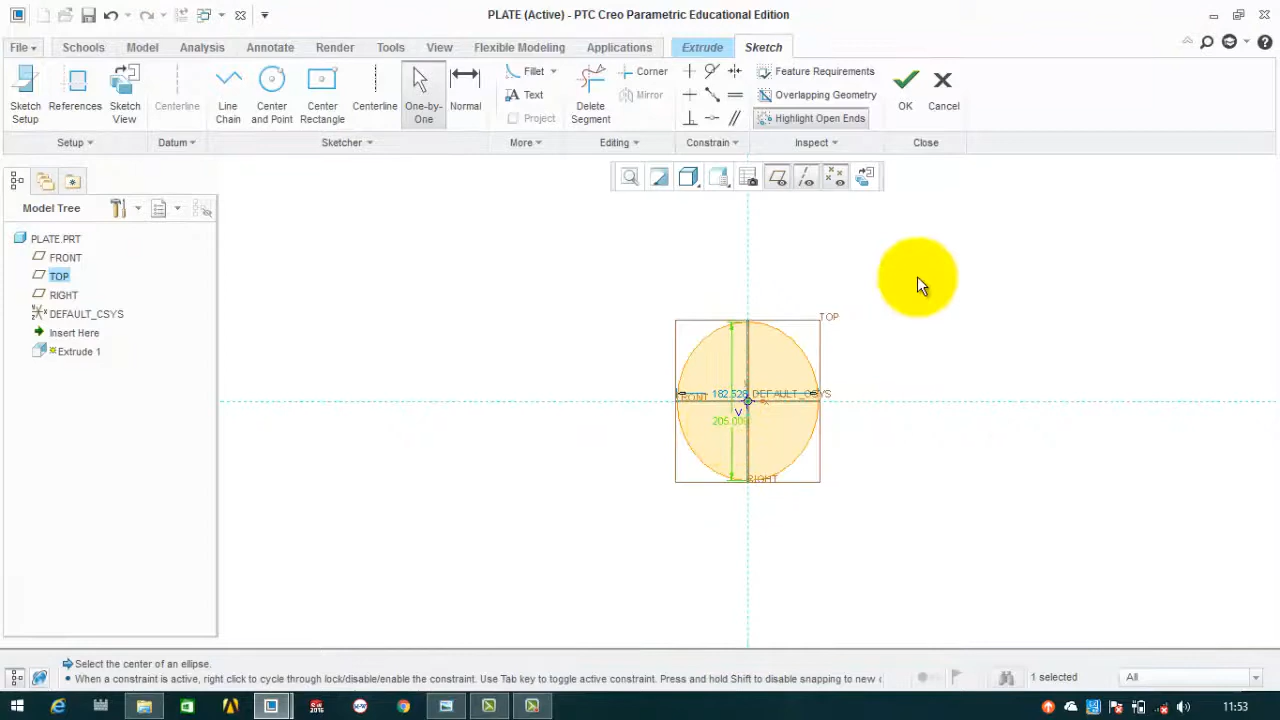 PLATE (Active) - PTC Creo Parametric Educational Edition
File Schools Model Analysis Annotate Render Tools View Flexible Modeling Applications Extrude Sketch
Sketch Setup
References
Sketch View
Centerline
Line Chain
Center and Point
Center Rectangle
Centerline
One-by-One
Normal
Fillet
Text
Project
Delete Segment
Corner
Mirror
Feature Requirements
Overlapping Geometry
Highlight Open Ends
OK
Cancel
Setup Datum Sketcher More Editing Constrain Inspect Close
Model Tree
PLATE.PRT
FRONT
TOP
RIGHT
DEFAULT_CSYS
Insert Here
Extrude 1
TOP
182.528 DEFAULT_CSYS
V
RIGHT
Select the center of an ellipse.
When a constraint is active, right click to cycle through lock/disable/enable the constraint. Use Tab key to toggle active constraint. Press and hold Shift to disable snapping to new c
1 selected
All
11:53